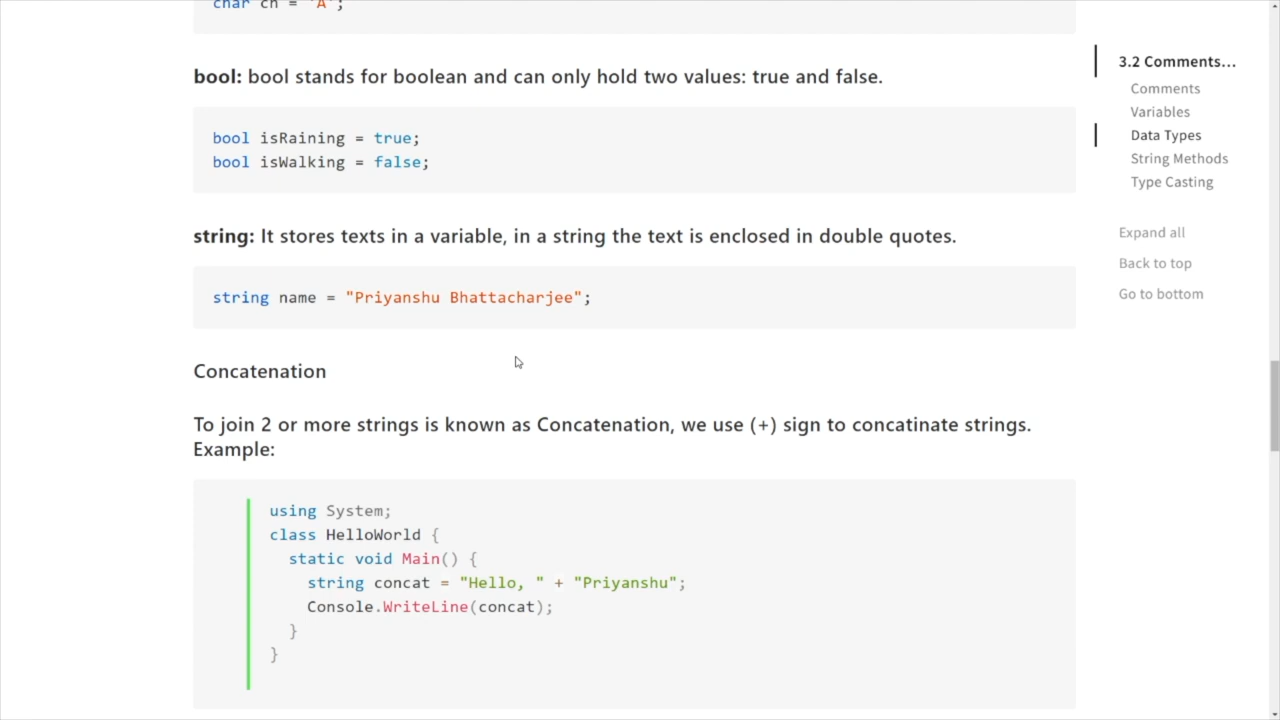 char ch = 'A';
bool: bool stands for boolean and can only hold two values: true and false.
bool isRaining = true;
bool isWalking = false;
string: It stores texts in a variable, in a string the text is enclosed in double quotes.
string name = "Priyanshu Bhattacharjee";
Concatenation
To join 2 or more strings is known as Concatenation, we use (+) sign to concatinate strings.
Example:
using System;
class HelloWorld {
static void Main() {
string concat = "Hello, " + "Priyanshu";
Console.WriteLine(concat);
}
}
3.2 Comments...
Comments
Variables
Data Types
String Methods
Type Casting
Expand all
Back to top
Go to bottom